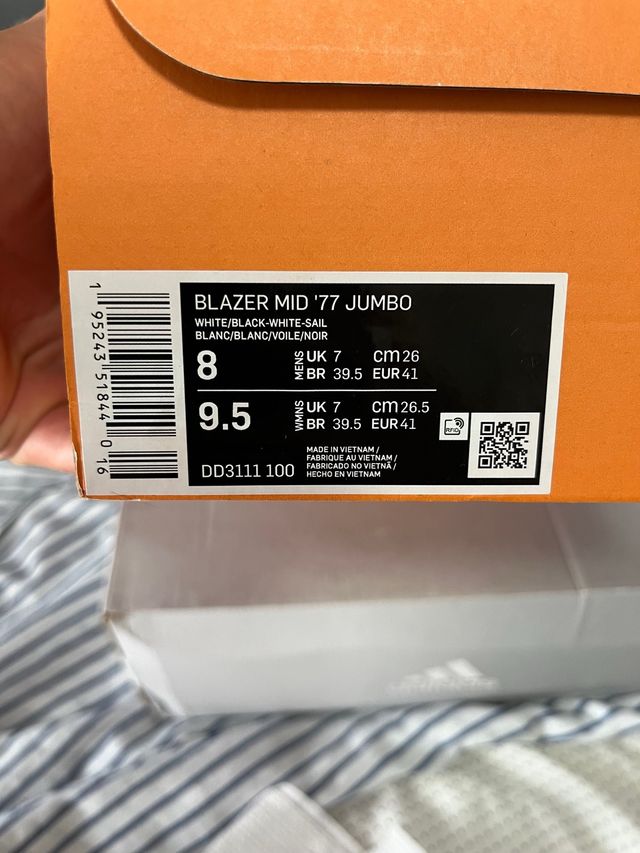 BLAZER MID '77 JUMBO
WHITE/BLACK-WHITE-SAIL
BLANC/BLANC/VOILE/NOIR
8 MENS UK 7 cm 26
BR 39.5 EUR 41
9.5 WMNS UK 7 cm 26.5
BR 39.5 EUR 41
RFID
DD3111 100
MADE IN VIETNAM /
FABRIQUE AU VIETNAM /
FABRICADO NO VIETNÃ /
HECHO EN VIETNAM
1 95243 51844 016